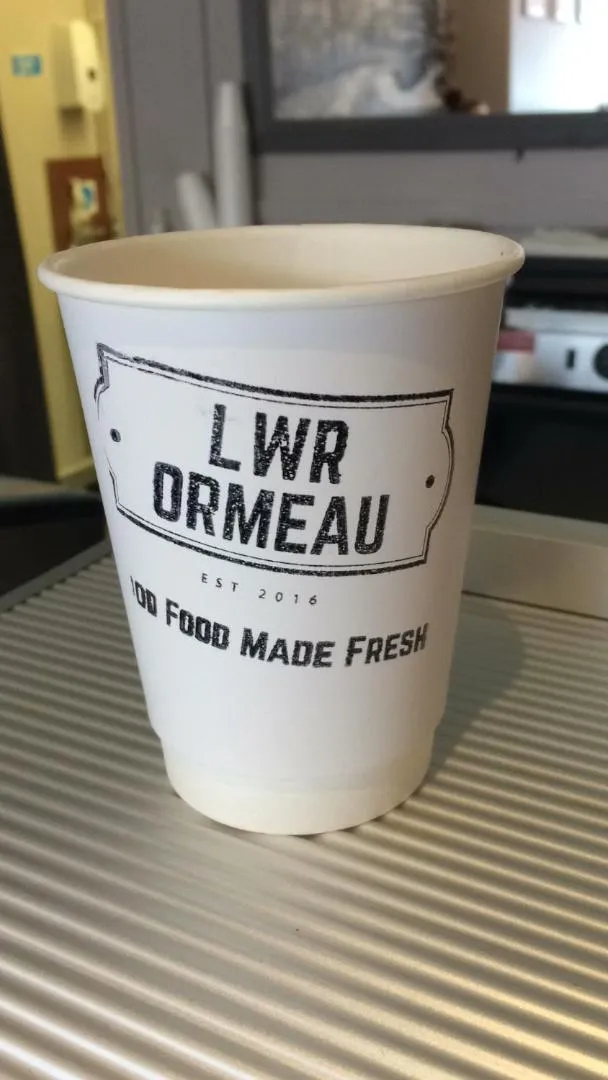 LWR
ORMEAU
EST 2016
FOOD MADE FRESH